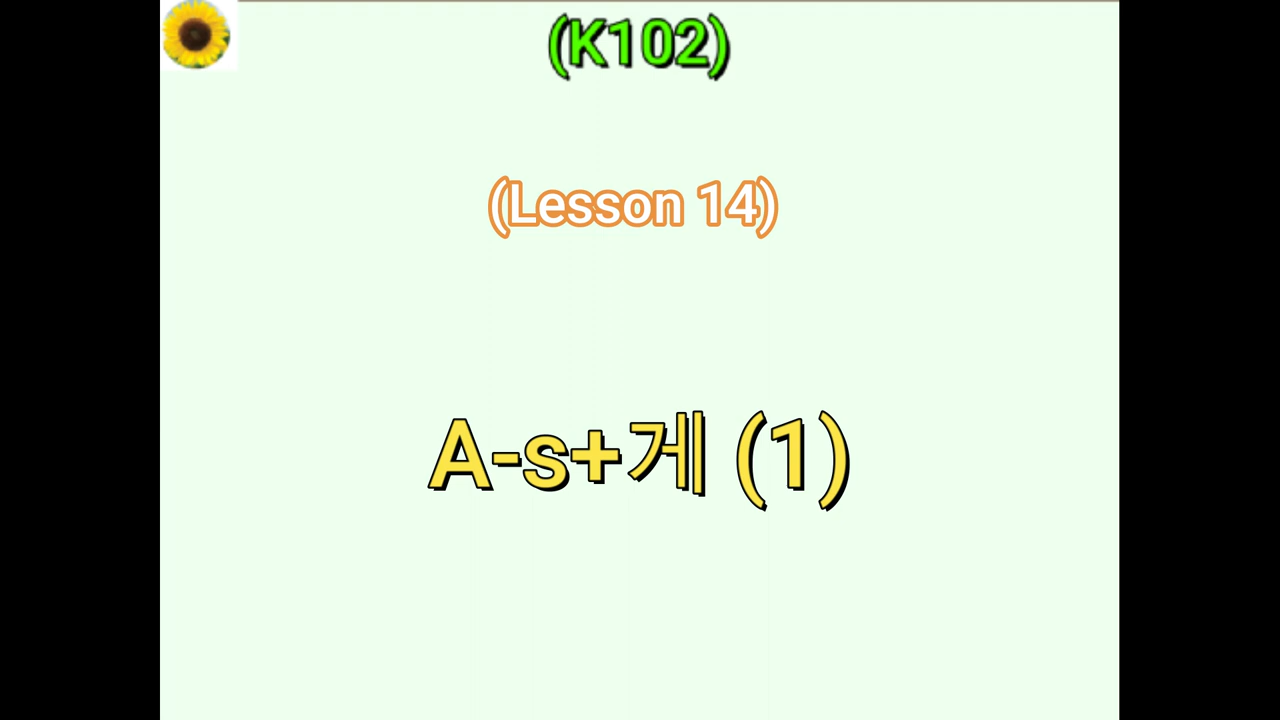 (K102)
(Lesson 14)
A-s+게 (1)